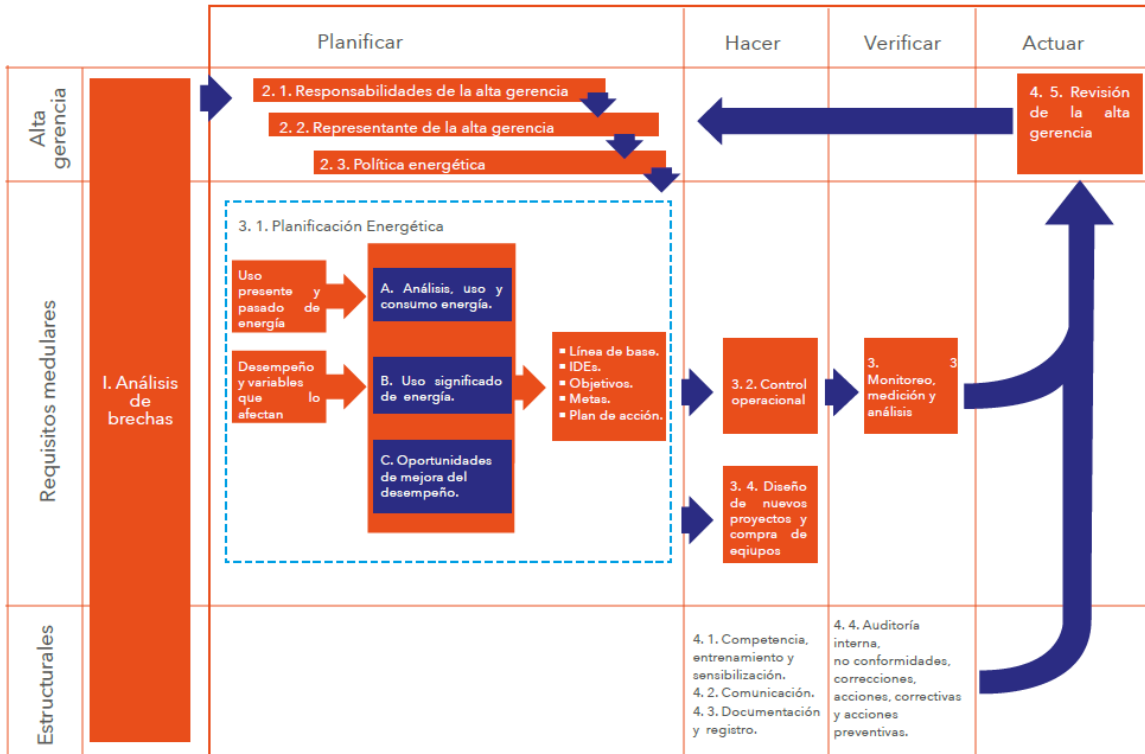 Planificar
Hacer
Verificar
Actuar
Alta
gerencia
2. 1. Responsabilidades de la alta gerencia
2. 2. Representante de la alta gerencia
2. 3. Política energética
4. 5. Revisión
de la alta
gerencia
Requisitos medulares
I. Análisis
de
brechas
3. 1. Planificación Energética
Uso
presente y
pasado de
energía
Desempeño
y variables
que lo
afectan
A. Análisis, uso y
consumo energía.
B. Uso significado
de energía.
C. Oportunidades
de mejora del
desempeño.
▪ Línea de base.
▪ IDEs.
▪ Objetivos.
▪ Metas.
▪ Plan de acción.
3. 2. Control
operacional
3. 3
Monitoreo,
medición y
análisis
3. 4. Diseño
de nuevos
proyectos y
compra de
eqiupos
Estructurales
4. 1. Competencia,
entrenamiento y
sensibilización.
4. 2. Comunicación.
4. 3. Documentación
y registro.
4. 4. Auditoría
interna,
no conformidades,
correcciones,
acciones, correctivas
y acciones
preventivas.